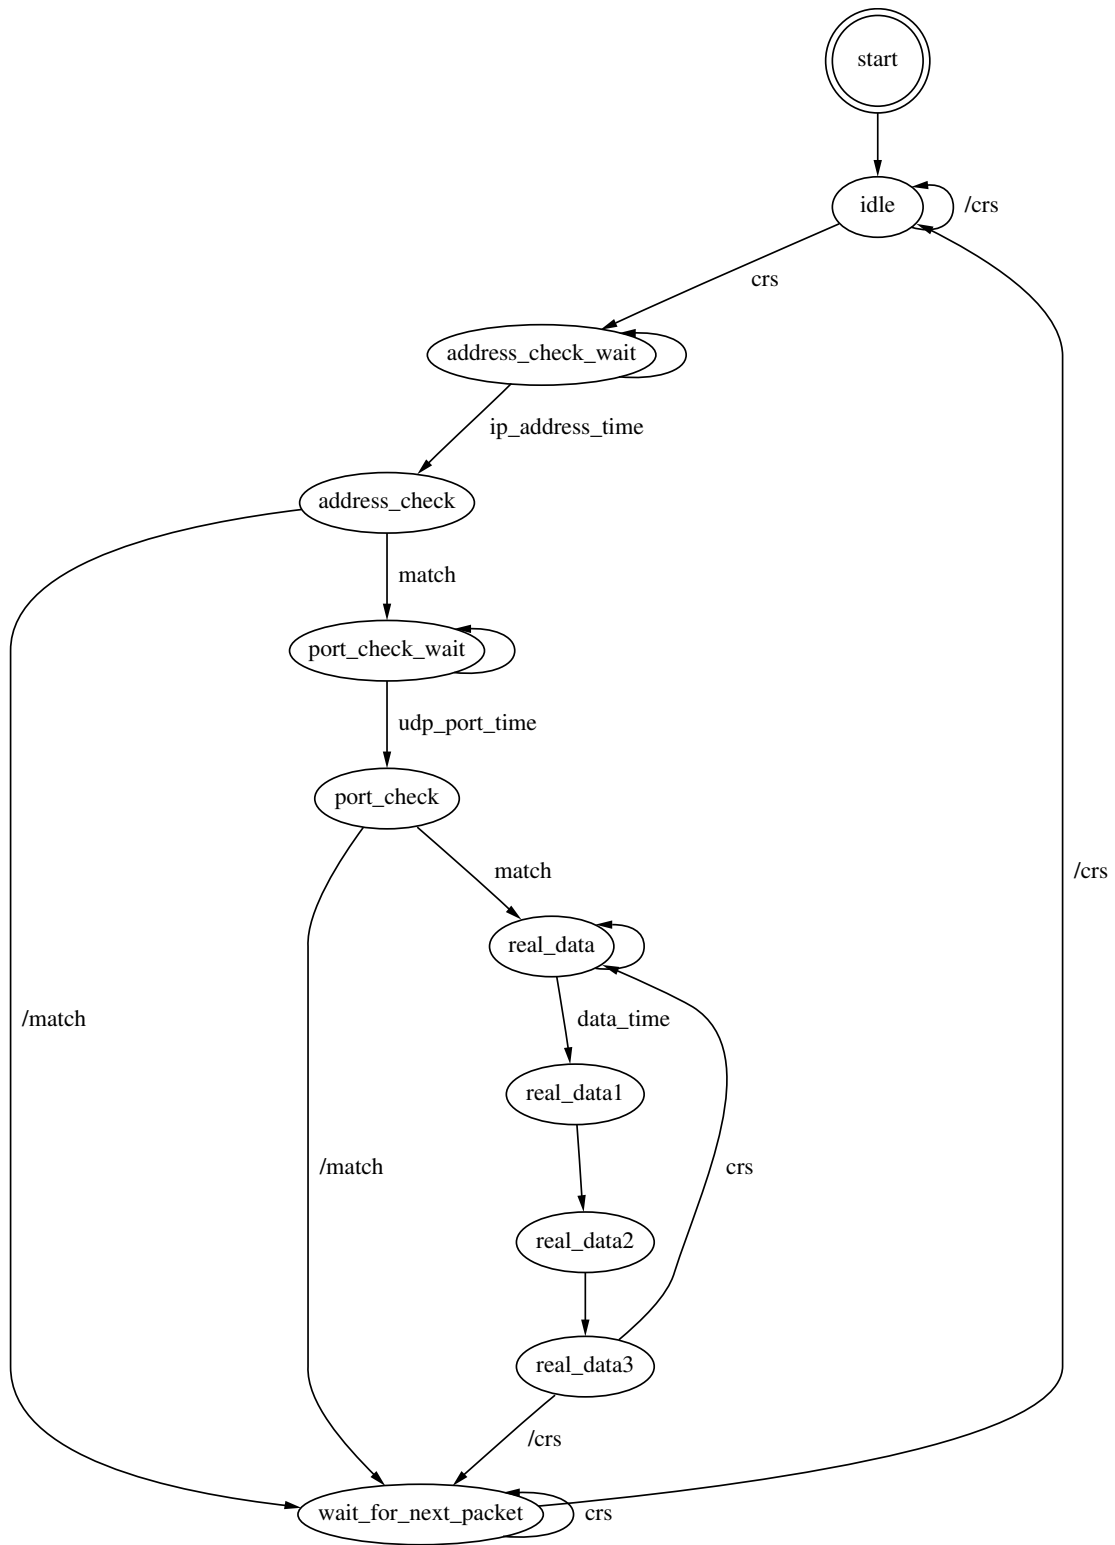 start
idle
/crs
crs
address_check_wait
ip_address_time
address_check
match
port_check_wait
udp_port_time
port_check
match
/crs
real_data
/match
data_time
real_data1
/match
crs
real_data2
real_data3
/crs
wait_for_next_packet
crs